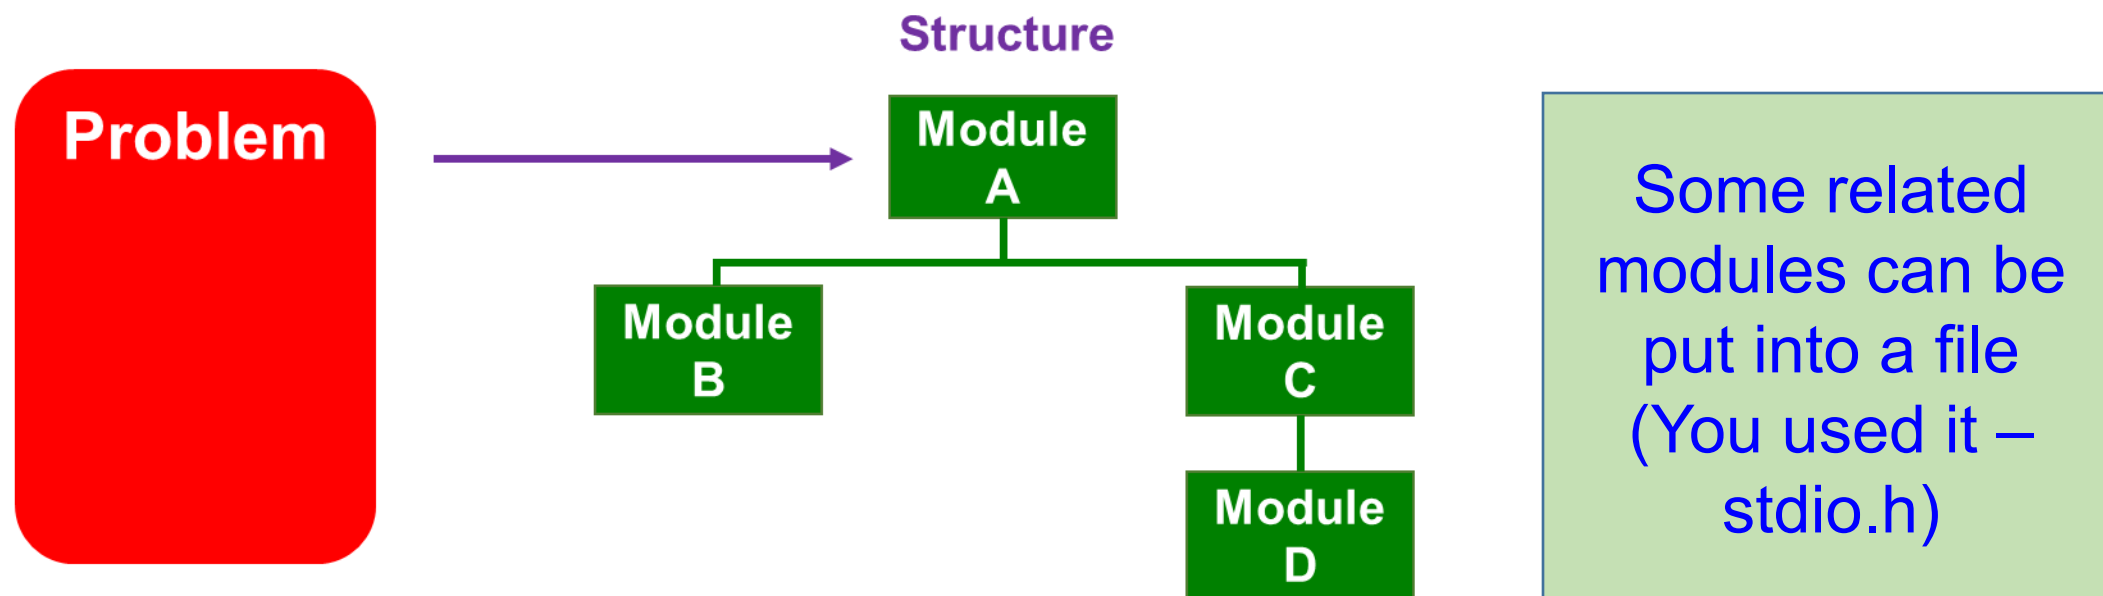 Structure
Problem
Module
A
Module
B
Module
C
Module
D
Some related
modules can be
put into a file
(You used it –
stdio.h)